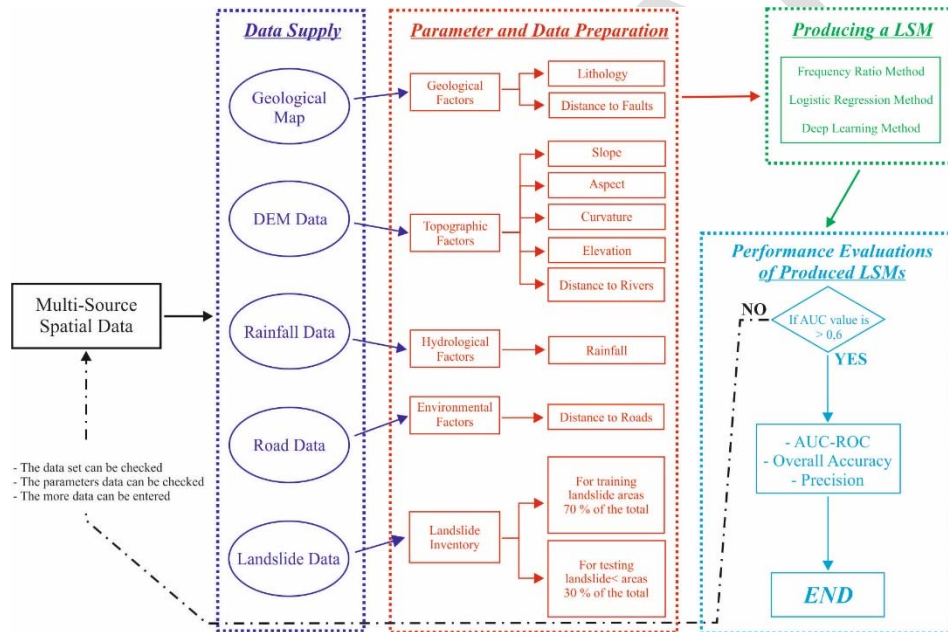 Data Supply
Parameter and Data Preparation
Producing a LSM
Multi-Source
Spatial Data
- The data set can be checked
- The parameters data can be checked
- The more data can be entered
Geological
Map
DEM Data
Rainfall Data
Road Data
Landslide Data
Geological
Factors
Lithology
Distance to Faults
Topographic
Factors
Slope
Aspect
Curvature
Elevation
Distance to Rivers
Hydrological
Factors
Rainfall
Environmental
Factors
Distance to Roads
Landslide
Inventory
For training
landslide areas
70 % of the total
For testing
landslide< areas
30 % of the total
Frequency Ratio Method
Logistic Regression Method
Deep Learning Method
Performance Evaluations
of Produced LSMs
NO
If AUC value is
> 0,6
YES
- AUC-ROC
- Overall Accuracy
- Precision
END